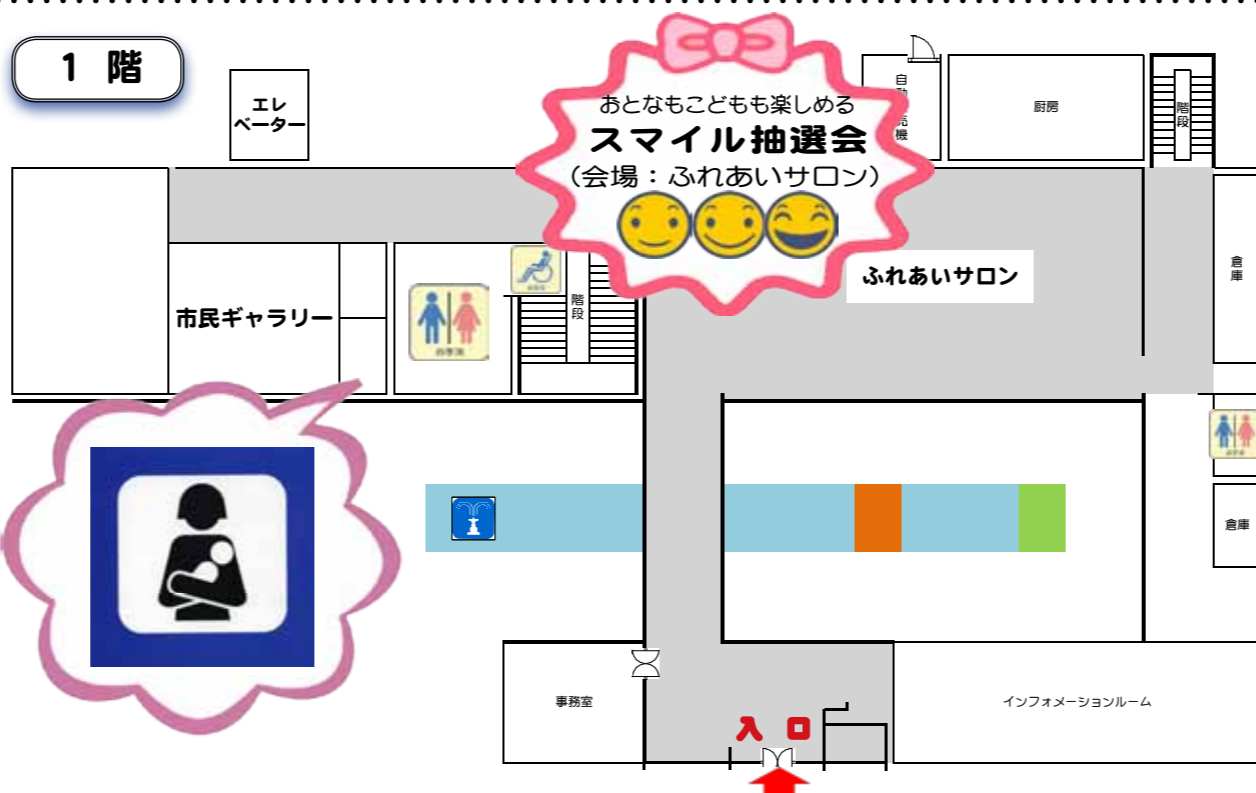 1 階
エレ
ベーター
おとなもこどもも楽しめる
スマイル抽選会
(会場:ふれあいサロン)
厨房
階段
ふれあいサロン
倉庫
市民ギャラリー
階段
倉庫
事務室
インフォメーションルーム
入 口